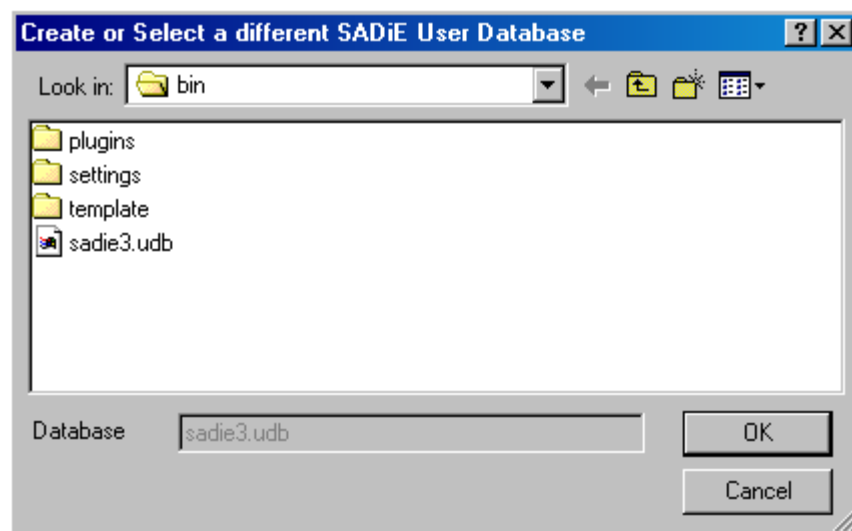 Create or Select a different SADiE User Database
Look in: bin
plugins
settings
template
sadie3.udb
Database sadie3.udb OK
Cancel